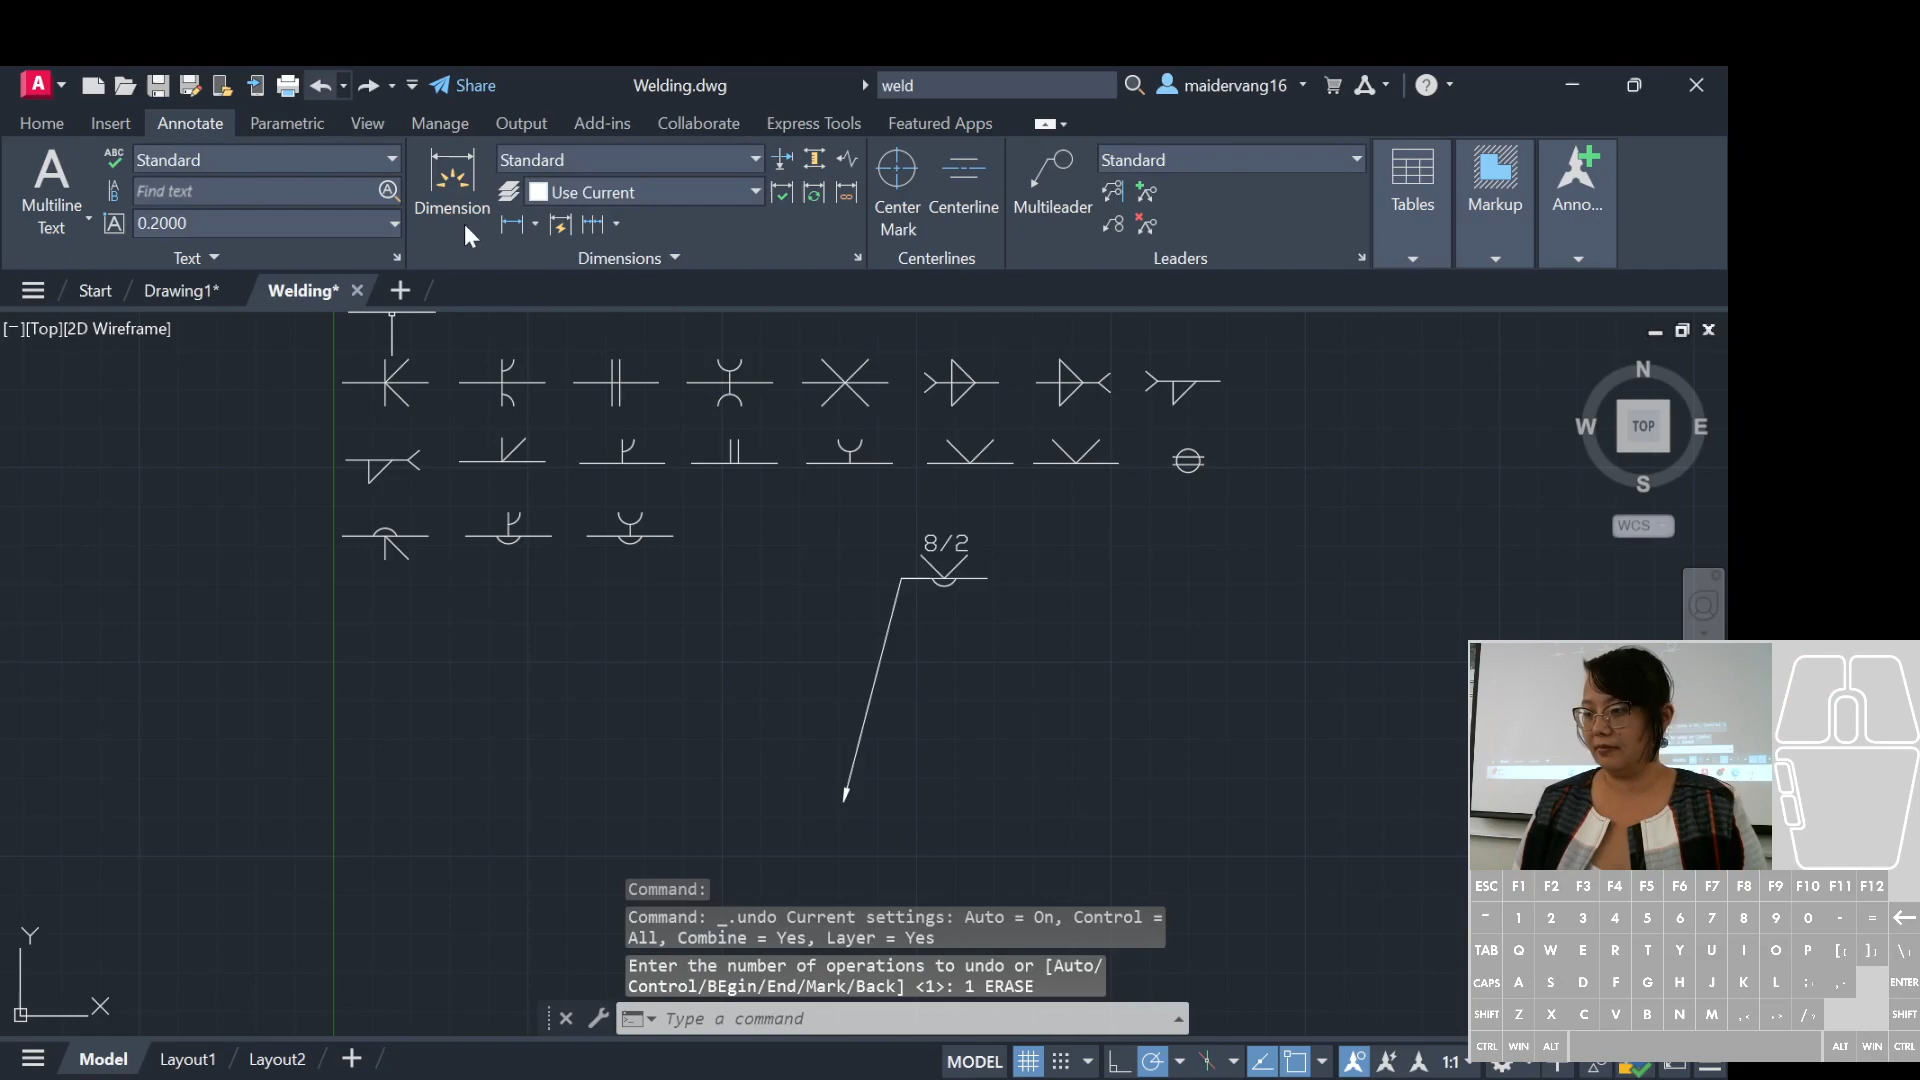 A Share Welding.dwg weld maidervang16 ?
Home Insert Annotate Parametric View Manage Output Add-ins Collaborate Express Tools Featured Apps
A Multiline Text
ABC Standard
Find text
0.2000
Text
Dimension
Standard
Use Current
Dimensions
Center Mark
Centerline
Centerlines
Multileader
Standard
Leaders
Tables
Markup
Anno...
Start Drawing1* Welding*
[−][Top][2D Wireframe]
N
W TOP E
S
WCS
8/2
Command:
Command: _.undo Current settings: Auto = On, Control =
All, Combine = Yes, Layer = Yes
Enter the number of operations to undo or [Auto/
Control/BEgin/End/Mark/Back] <1>: 1 ERASE
Type a command
Y
X
Model Layout1 Layout2
MODEL 1:1
ESC F1 F2 F3 F4 F5 F6 F7 F8 F9 F10 F11 F12
~ 1 2 3 4 5 6 7 8 9 0 - =
TAB Q W E R T Y U I O P [{ ]} \|
CAPS A S D F G H J K L ;: ENTER
SHIFT Z X C V B N M ,< .> /? SHIFT
CTRL WIN ALT ALT WIN CTRL